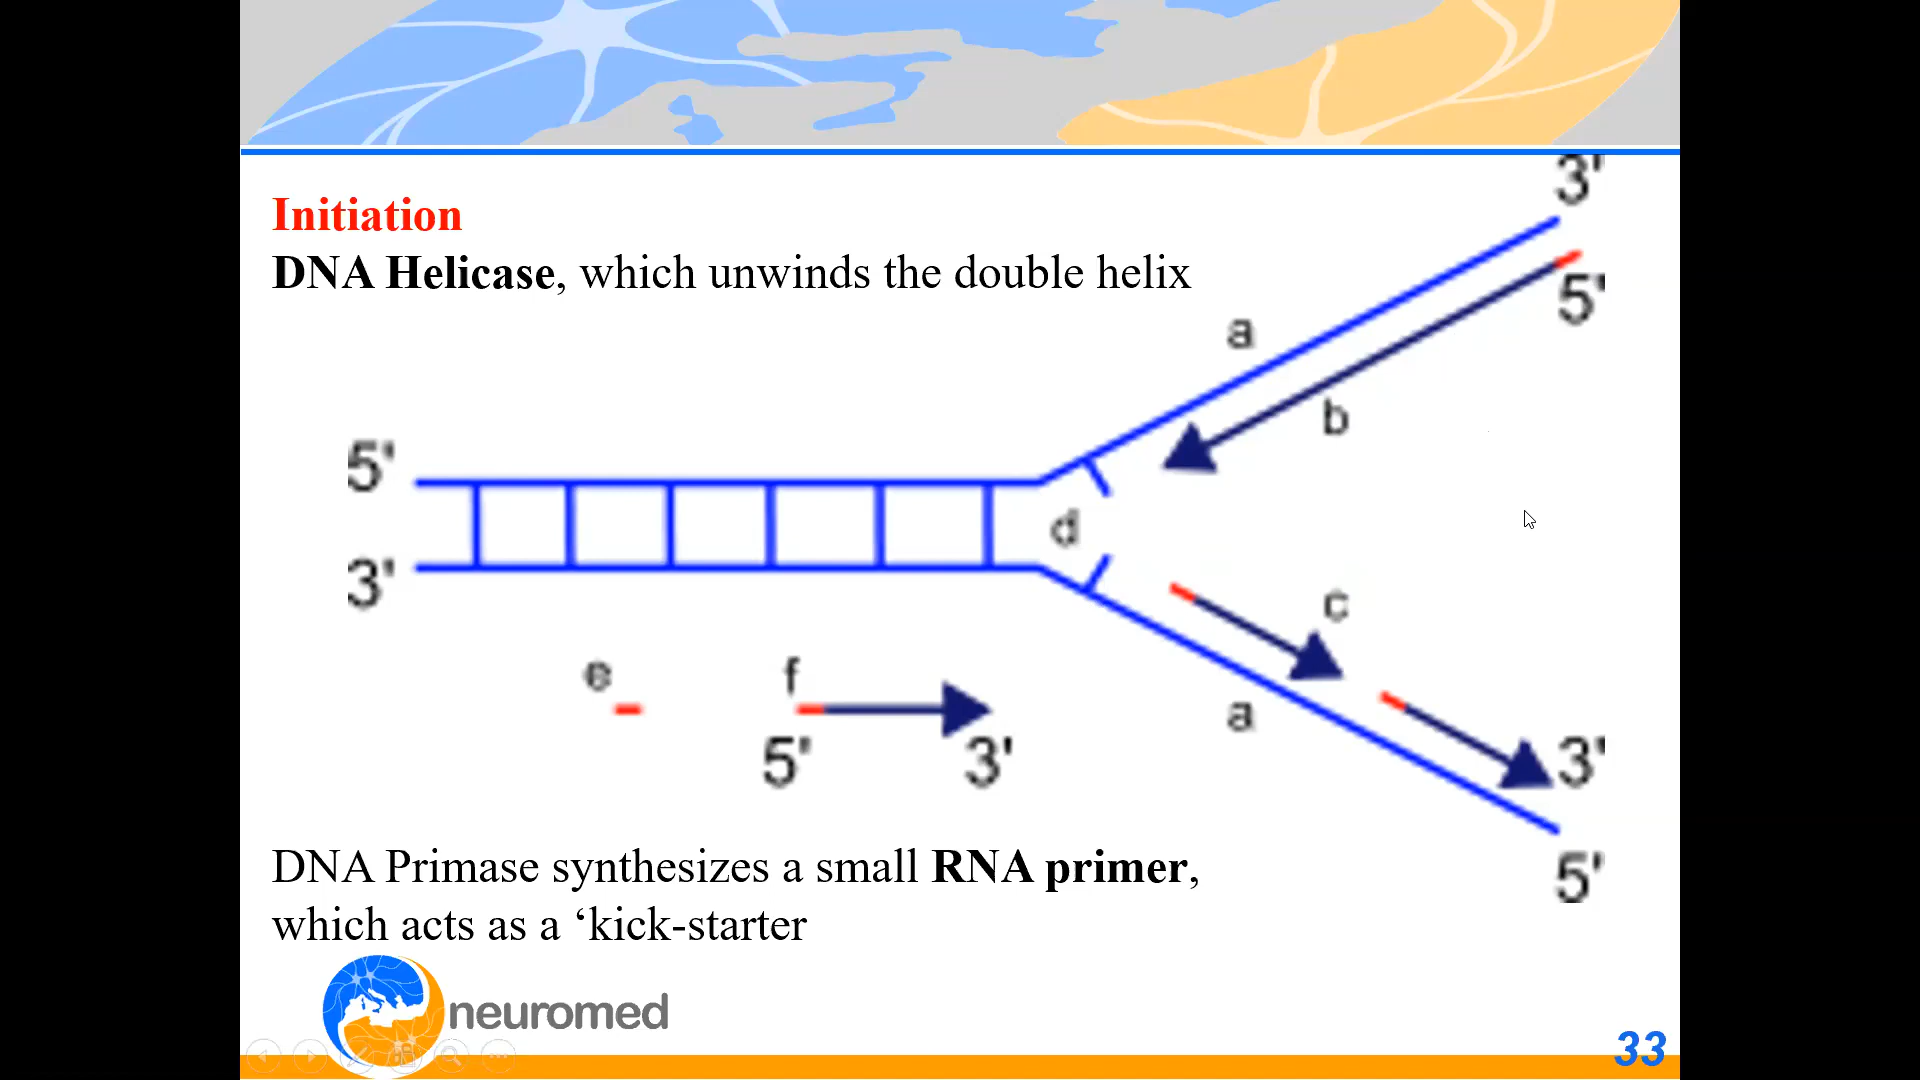 Initiation
DNA Helicase, which unwinds the double helix
3'
5'
a
b
5'
3'
d
c
a
e
f
5'
3'
3'
5'
DNA Primase synthesizes a small RNA primer,
which acts as a ‘kick-starter
neuromed
33